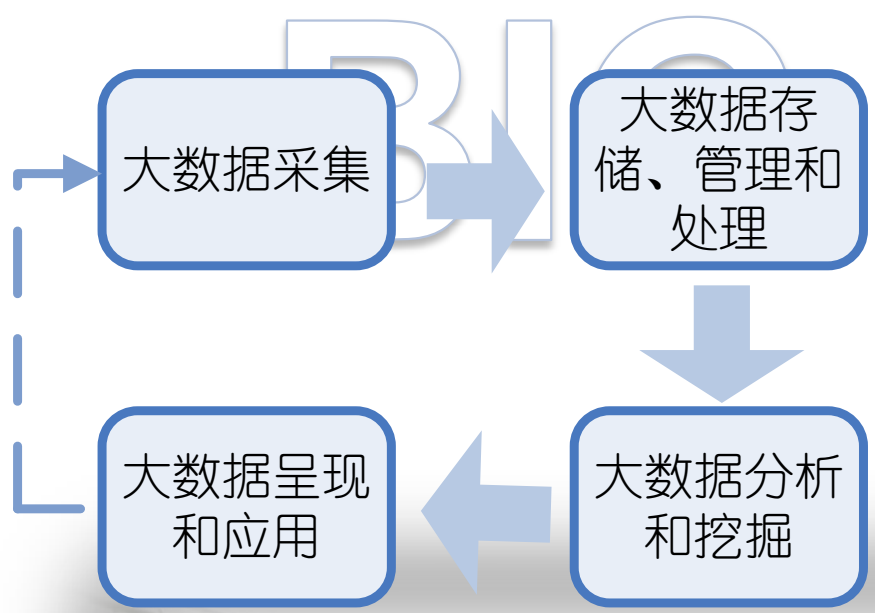 BIG
大数据采集
大数据存
储、管理和
处理
大数据分析
和挖掘
大数据呈现
和应用